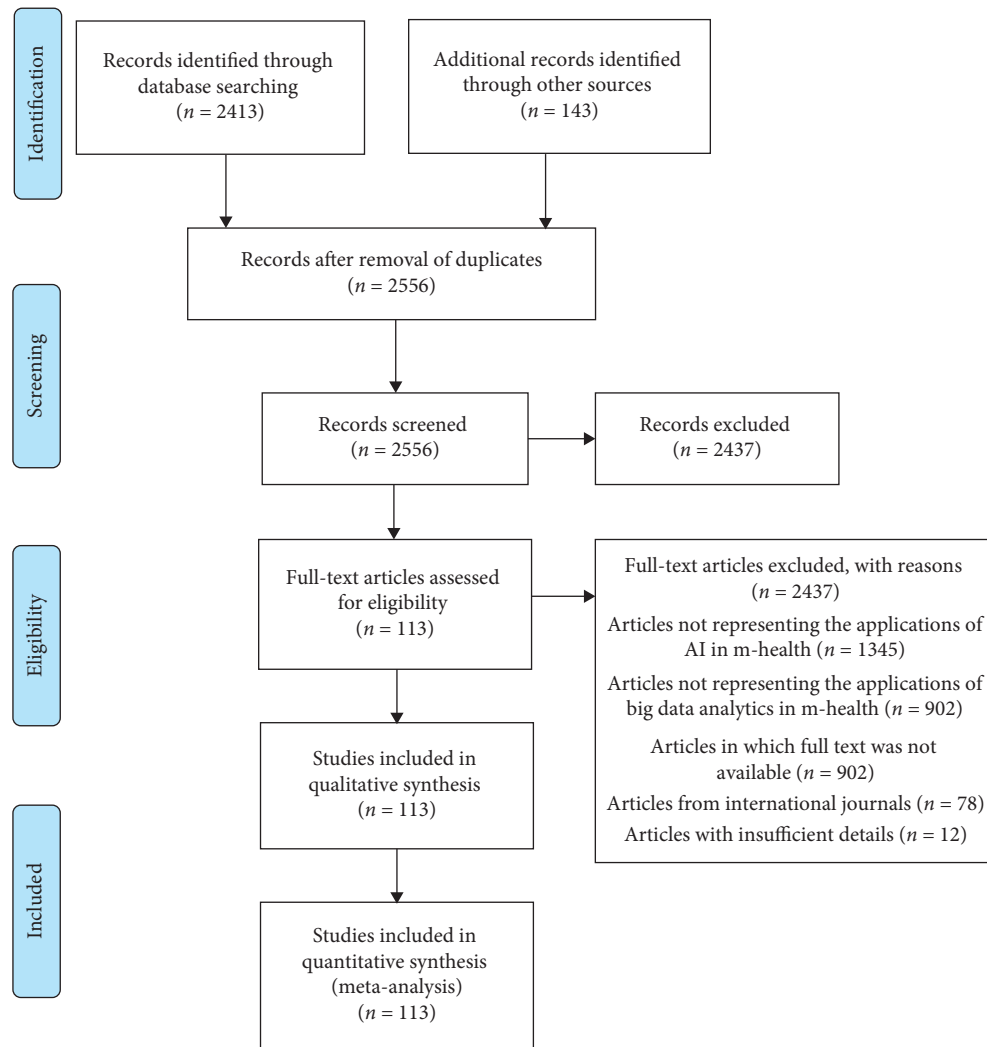 Identification
Records identified through
database searching
(n = 2413)
Additional records identified
through other sources
(n = 143)
Records after removal of duplicates
(n = 2556)
Screening
Records screened
(n = 2556)
Records excluded
(n = 2437)
Eligibility
Full-text articles assessed
for eligibility
(n = 113)
Full-text articles excluded, with reasons
(n = 2437)
Articles not representing the applications of
AI in m-health (n = 1345)
Articles not representing the applications of
big data analytics in m-health (n = 902)
Articles in which full text was not
available (n = 902)
Articles from international journals (n = 78)
Articles with insufficient details (n = 12)
Included
Studies included in
qualitative synthesis
(n = 113)
Studies included in
quantitative synthesis
(meta-analysis)
(n = 113)